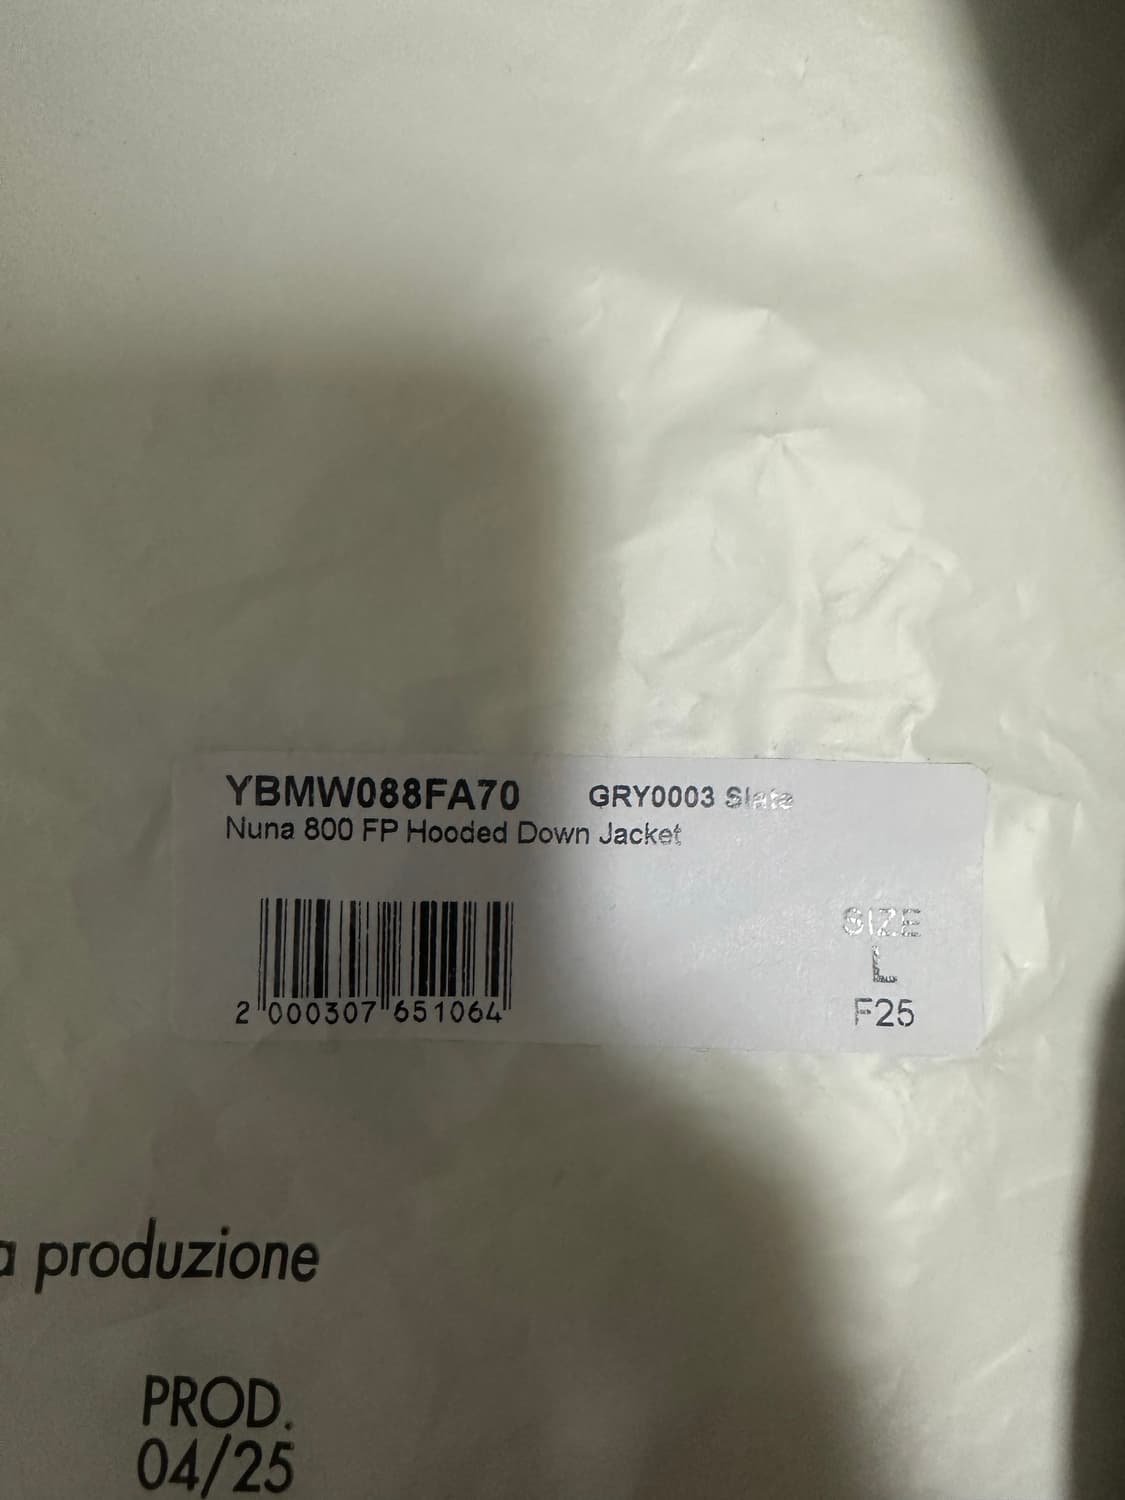 YBMW088FA70 GRY0003 Slate
Nuna 800 FP Hooded Down Jacket
SIZE
L
F25
2 000307 651064
a produzione
PROD.
04/25